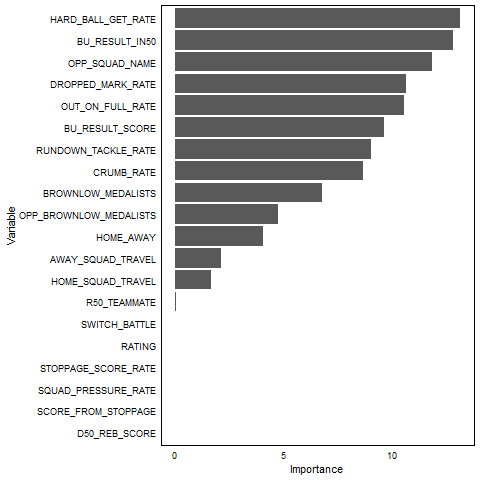 HARD_BALL_GET_RATE
BU_RESULT_IN50
OPP_SQUAD_NAME
DROPPED_MARK_RATE
OUT_ON_FULL_RATE
BU_RESULT_SCORE
RUNDOWN_TACKLE_RATE
CRUMB_RATE
BROWNLOW_MEDALISTS
OPP_BROWNLOW_MEDALISTS
HOME_AWAY
AWAY_SQUAD_TRAVEL
HOME_SQUAD_TRAVEL
R50_TEAMMATE
SWITCH_BATTLE
RATING
STOPPAGE_SCORE_RATE
SQUAD_PRESSURE_RATE
SCORE_FROM_STOPPAGE
D50_REB_SCORE
Variable
0 5 10
Importance